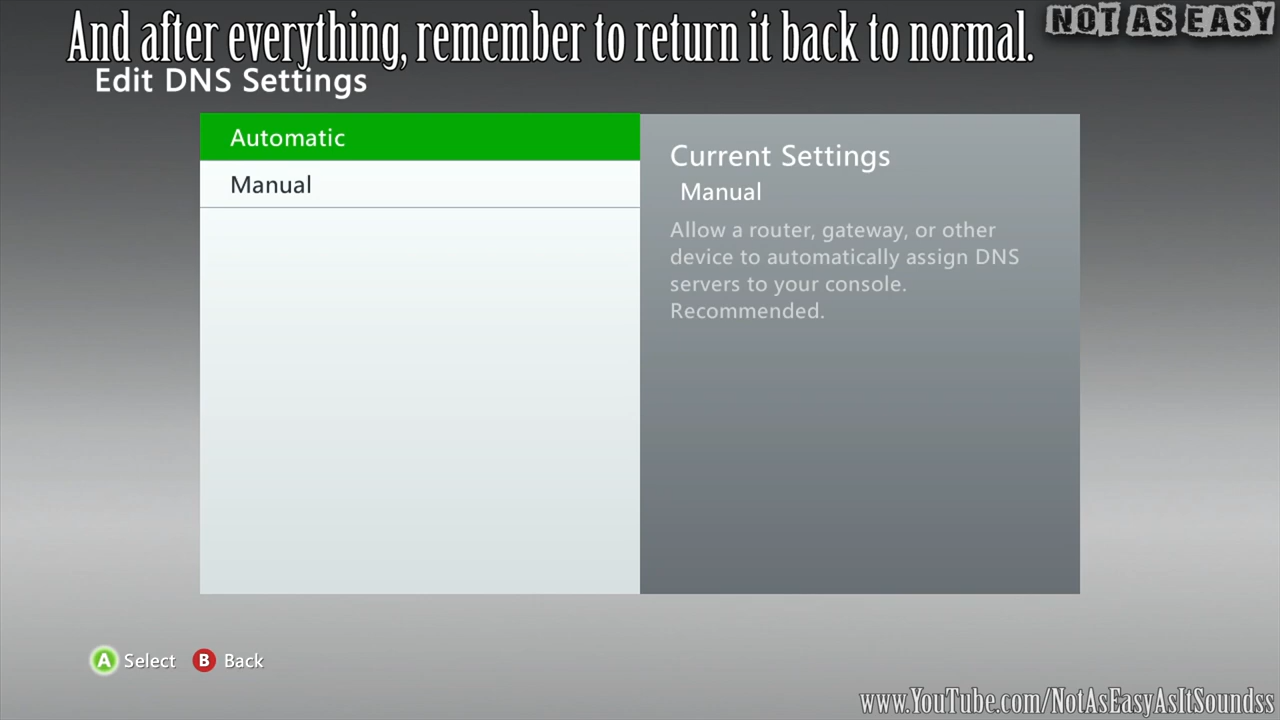 And after everything, remember to return it back to normal.
NOT AS EASY
Edit DNS Settings
Automatic
Manual
Current Settings
Manual
Allow a router, gateway, or other
device to automatically assign DNS
servers to your console.
Recommended.
A Select B Back
www.YouTube.com/NotAsEasyAsItSoundss